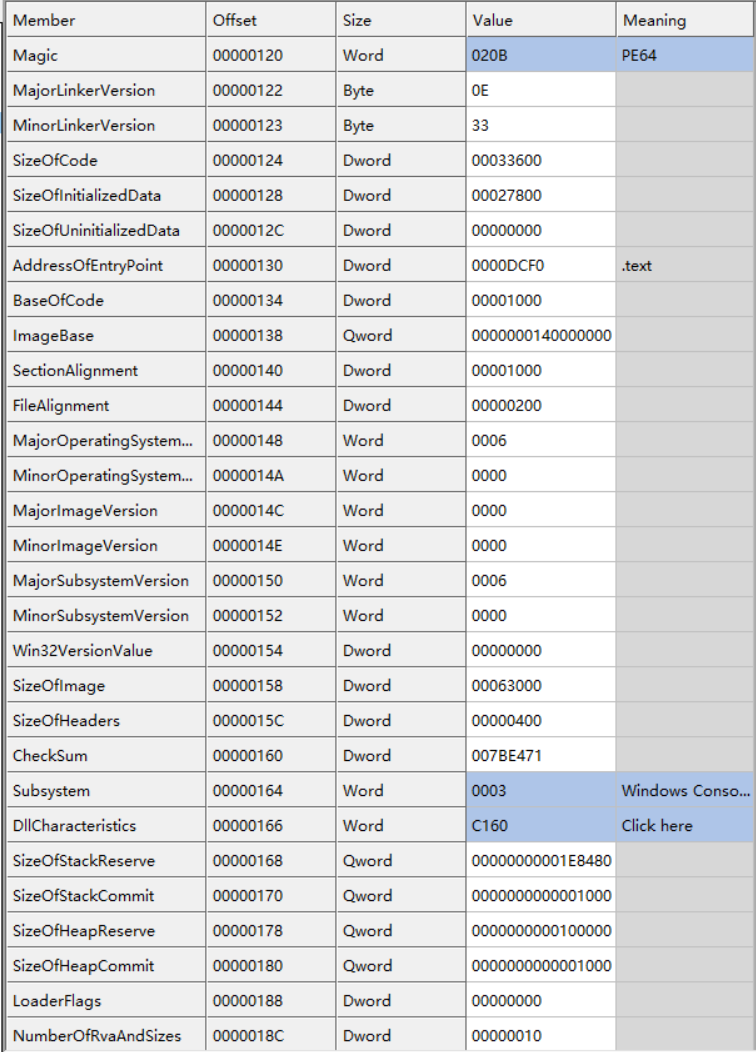 Member Offset Size Value Meaning
Magic 00000120 Word 020B PE64
MajorLinkerVersion 00000122 Byte 0E
MinorLinkerVersion 00000123 Byte 33
SizeOfCode 00000124 Dword 00033600
SizeOfInitializedData 00000128 Dword 00027800
SizeOfUninitializedData 0000012C Dword 00000000
AddressOfEntryPoint 00000130 Dword 0000DCF0 .text
BaseOfCode 00000134 Dword 00001000
ImageBase 00000138 Qword 0000000140000000
SectionAlignment 00000140 Dword 00001000
FileAlignment 00000144 Dword 00000200
MajorOperatingSystem... 00000148 Word 0006
MinorOperatingSystem... 0000014A Word 0000
MajorImageVersion 0000014C Word 0000
MinorImageVersion 0000014E Word 0000
MajorSubsystemVersion 00000150 Word 0006
MinorSubsystemVersion 00000152 Word 0000
Win32VersionValue 00000154 Dword 00000000
SizeOfImage 00000158 Dword 00063000
SizeOfHeaders 0000015C Dword 00000400
CheckSum 00000160 Dword 007BE471
Subsystem 00000164 Word 0003 Windows Conso...
DllCharacteristics 00000166 Word C160 Click here
SizeOfStackReserve 00000168 Qword 00000000001E8480
SizeOfStackCommit 00000170 Qword 0000000000001000
SizeOfHeapReserve 00000178 Qword 0000000000100000
SizeOfHeapCommit 00000180 Qword 0000000000001000
LoaderFlags 00000188 Dword 00000000
NumberOfRvaAndSizes 0000018C Dword 00000010